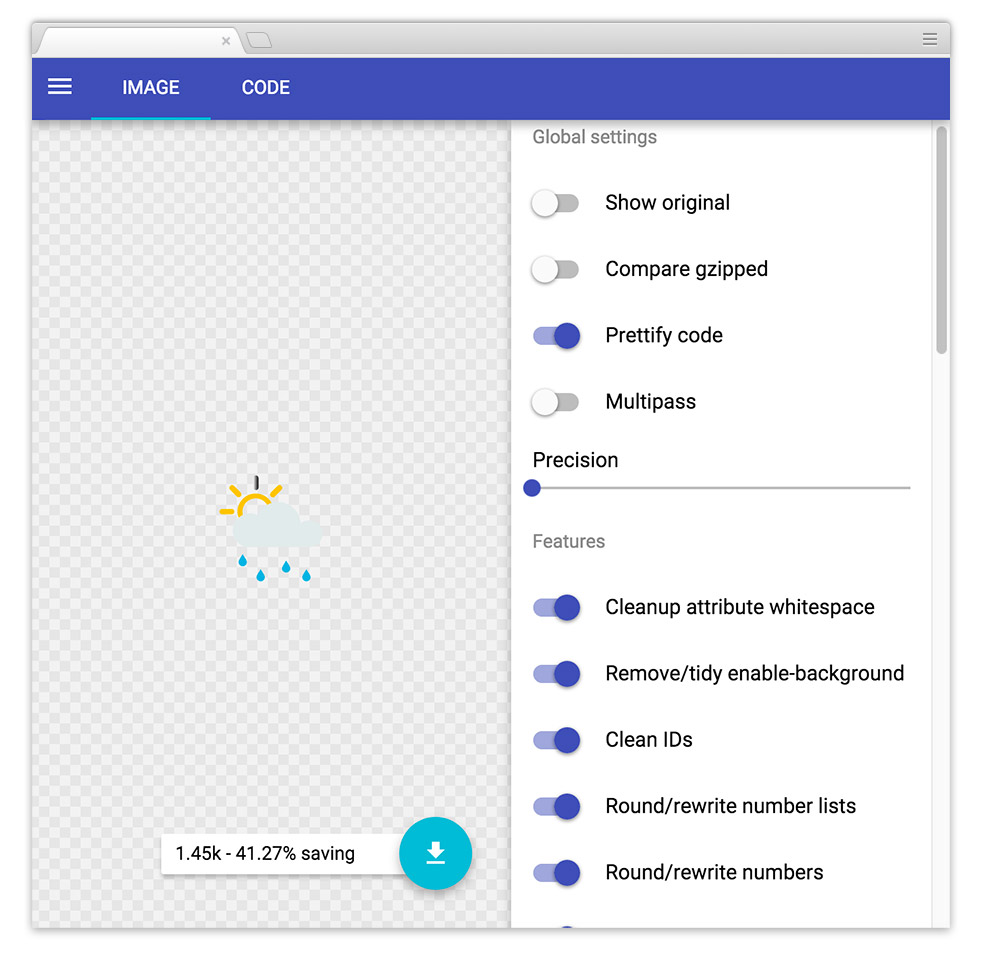 IMAGE
CODE
Global settings
Show original
Compare gzipped
Prettify code
Multipass
Precision
Features
Cleanup attribute whitespace
Remove/tidy enable-background
Clean IDs
Round/rewrite number lists
Round/rewrite numbers
1.45k - 41.27% saving